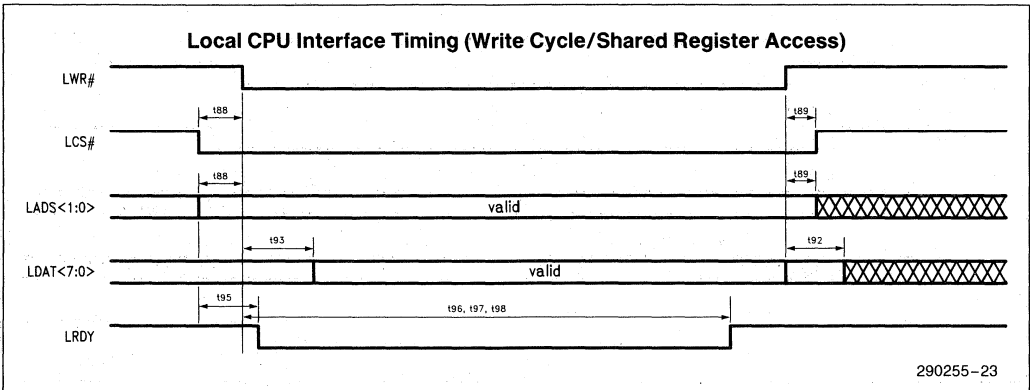 Local CPU Interface Timing (Write Cycle/Shared Register Access)
LWR#
t88
t89
LCS#
t88
t89
LADS<1:0>
valid
t93
t92
LDAT<7:0>
valid
t95
t96, t97, t98
LRDY
290255-23